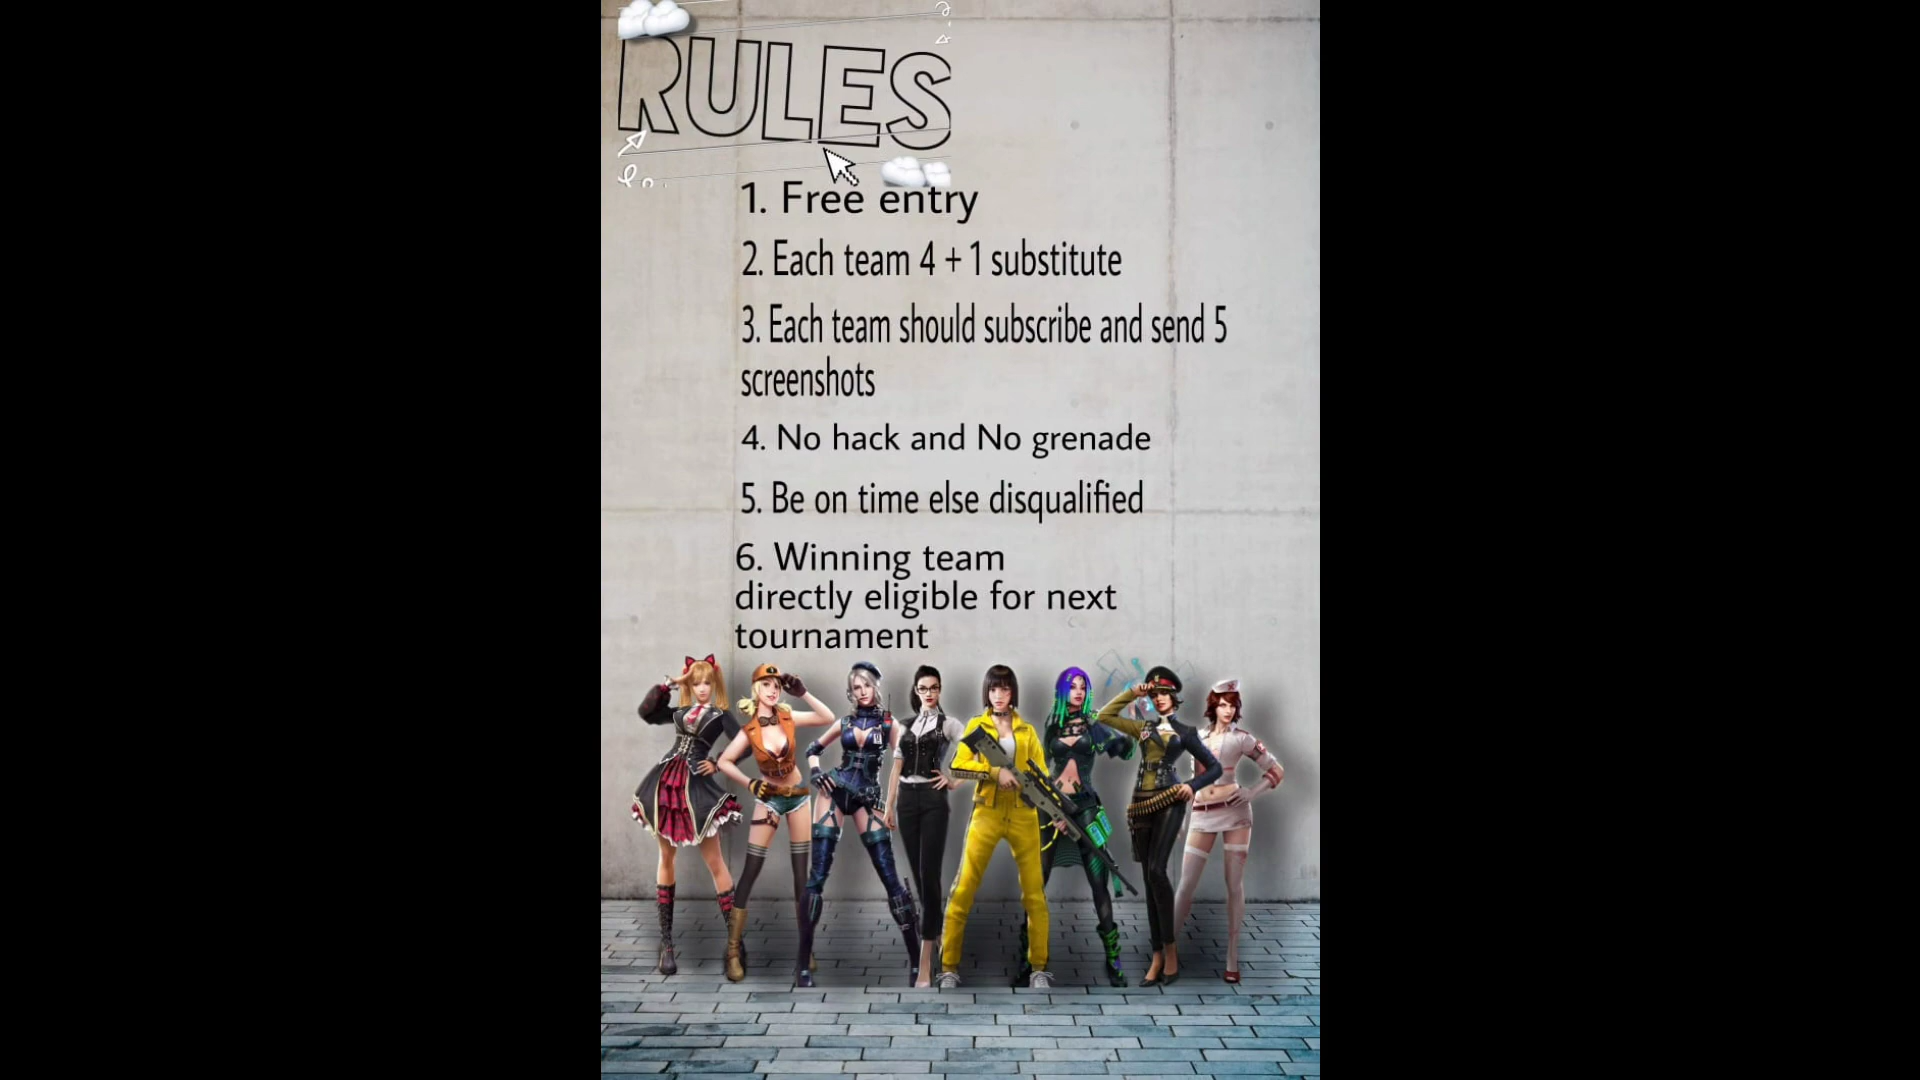 RULES
1. Free entry
2. Each team 4 + 1 substitute
3. Each team should subscribe and send 5
screenshots
4. No hack and No grenade
5. Be on time else disqualified
6. Winning team
directly eligible for next
tournament